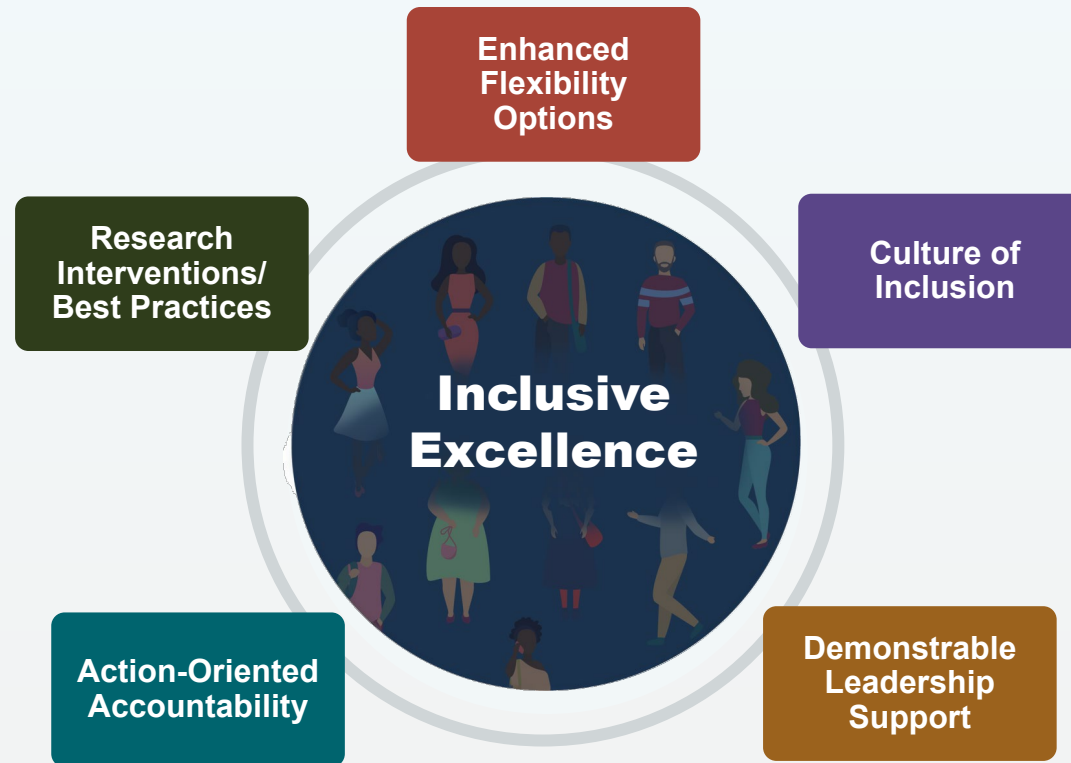 Enhanced
Flexibility
Options
Research
Interventions/
Best Practices
Culture of
Inclusion
Inclusive
Excellence
Action-Oriented
Accountability
Demonstrable
Leadership
Support